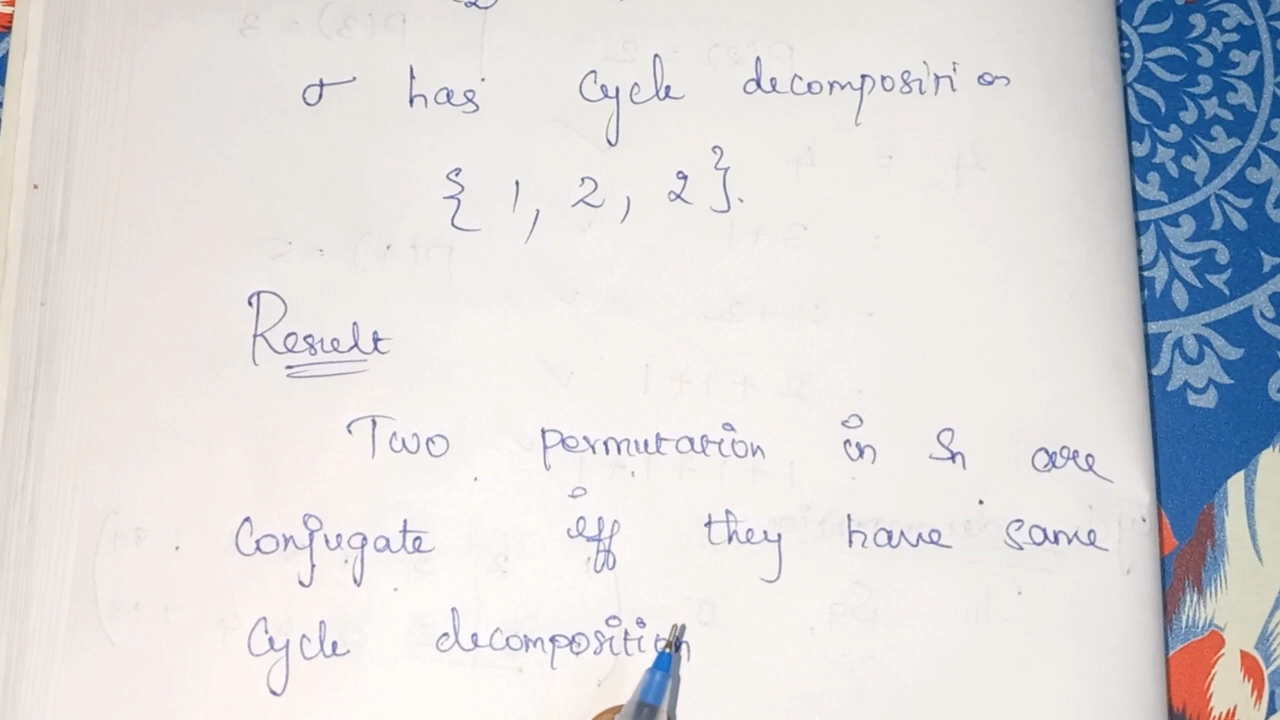 σ has Cycle decomposition
{ 1, 2, 2 }.
Result
Two permutation in Sn are
Conjugate iff they have same
Cycle decomposition